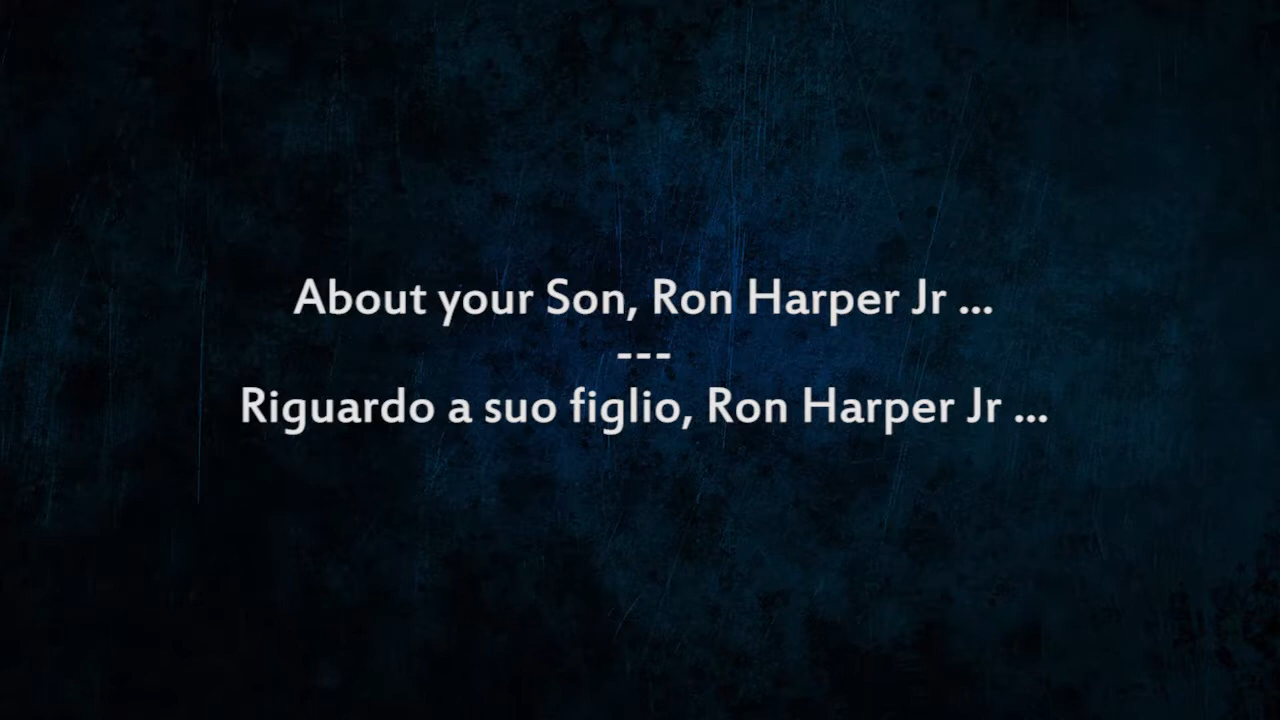 About your Son, Ron Harper Jr ...
---
Riguardo a suo figlio, Ron Harper Jr ...